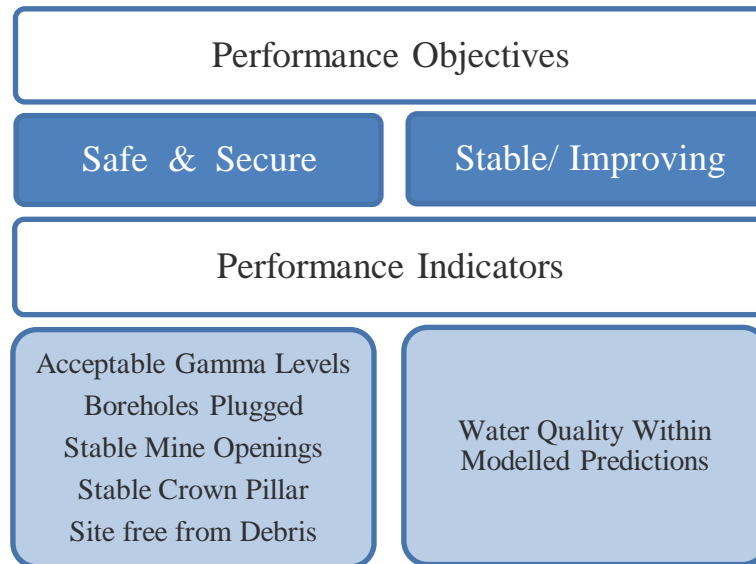 Performance Objectives
Safe & Secure
Stable/ Improving
Performance Indicators
Acceptable Gamma Levels
Boreholes Plugged
Stable Mine Openings
Stable Crown Pillar
Site free from Debris
Water Quality Within
Modelled Predictions